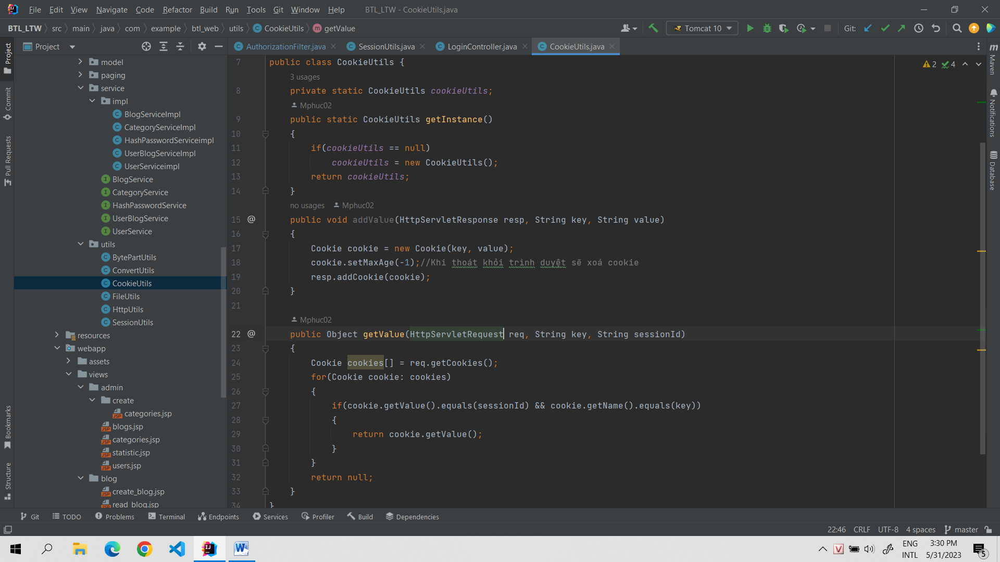 File Edit View Navigate Code Refactor Build Run Tools Git Window Help BTL_LTW - CookieUtils.java
BTL_LTW src main java com example btl_web utils CookieUtils getValue Tomcat 10 Git:
Project
AuthorizationFilter.java SessionUtils.java LoginController.java CookieUtils.java
model
paging
service
impl
BlogServiceImpl
CategoryServiceImpl
HashPasswordServiceimpl
UserBlogServiceImpl
UserServiceimpl
BlogService
CategoryService
HashPasswordService
UserBlogService
UserService
utils
BytePartUtils
ConvertUtils
CookieUtils
FileUtils
HttpUtils
SessionUtils
resources
webapp
assets
views
admin
create
categories.jsp
blogs.jsp
categories.jsp
statistic.jsp
users.jsp
blog
create_blog.jsp
read_blog.jsp
2 4
7 public class CookieUtils {
3 usages
8 private static CookieUtils cookieUtils;
Mphuc02
9 public static CookieUtils getInstance()
10 {
11 if(cookieUtils == null)
12 cookieUtils = new CookieUtils();
13 return cookieUtils;
14 }
no usages Mphuc02
15 @ public void addValue(HttpServletResponse resp, String key, String value)
16 {
17 Cookie cookie = new Cookie(key, value);
18 cookie.setMaxAge(-1);//Khi thoát khỏi trình duyệt sẽ xoá cookie
19 resp.addCookie(cookie);
20 }
21
Mphuc02
22 @ public Object getValue(HttpServletRequest req, String key, String sessionId)
23 {
24 Cookie cookies[] = req.getCookies();
25 for(Cookie cookie: cookies)
26 {
27 if(cookie.getValue().equals(sessionId) && cookie.getName().equals(key))
28 {
29 return cookie.getValue();
30 }
31 }
32 return null;
33 }
34 }
Project
Commit
Pull Requests
Bookmarks
Structure
m
Maven
Notifications
Database
Git TODO Problems Terminal Endpoints Services Profiler Build Dependencies
22:46 CRLF UTF-8 4 spaces master
ENG
INTL
3:30 PM
5/31/2023
5